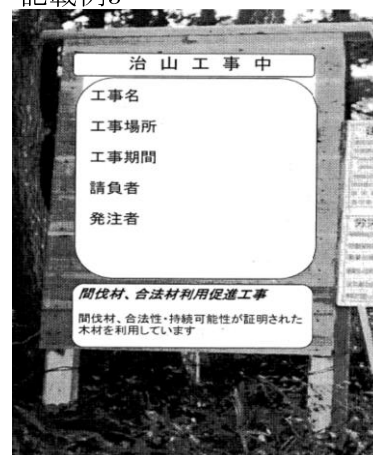 記載例3
治山工事中
工事名
工事場所
工事期間
請負者
発注者
間伐材、合法材利用促進工事
間伐材、合法性・持続可能性が証明された
木材を利用しています